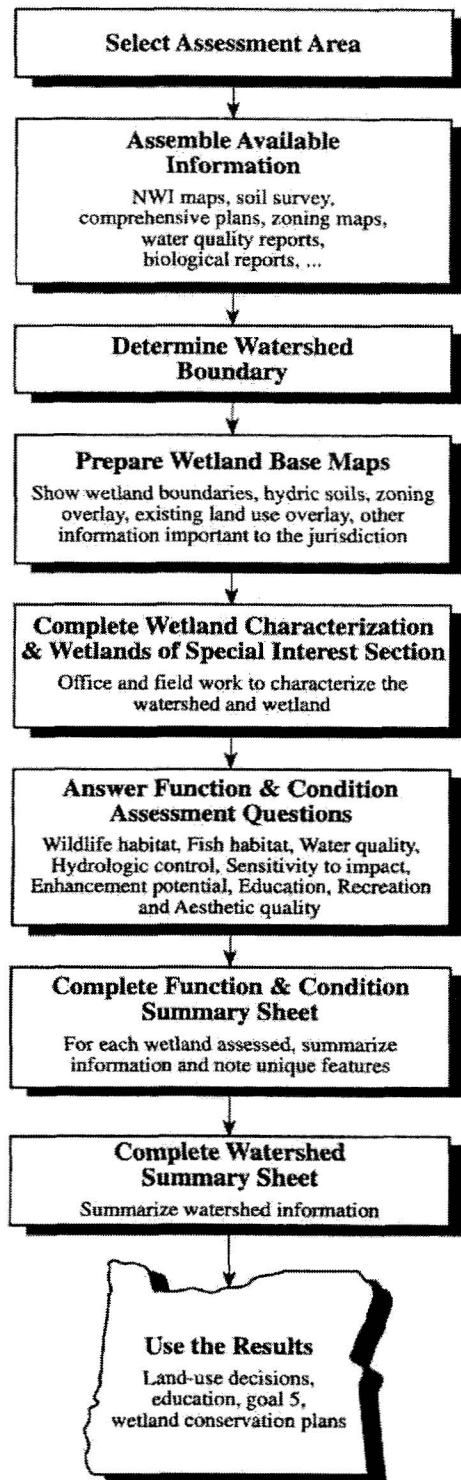 Select Assessment Area
Assemble Available
Information
NWI maps, soil survey,
comprehensive plans, zoning maps,
water quality reports,
biological reports, ...
Determine Watershed
Boundary
Prepare Wetland Base Maps
Show wetland boundaries, hydric soils, zoning
overlay, existing land use overlay, other
information important to the jurisdiction
Complete Wetland Characterization
& Wetlands of Special Interest Section
Office and field work to characterize the
watershed and wetland
Answer Function & Condition
Assessment Questions
Wildlife habitat, Fish habitat, Water quality,
Hydrologic control, Sensitivity to impact,
Enhancement potential, Education, Recreation
and Aesthetic quality
Complete Function & Condition
Summary Sheet
For each wetland assessed, summarize
information and note unique features
Complete Watershed
Summary Sheet
Summarize watershed information
Use the Results
Land-use decisions,
education, goal 5,
wetland conservation plans